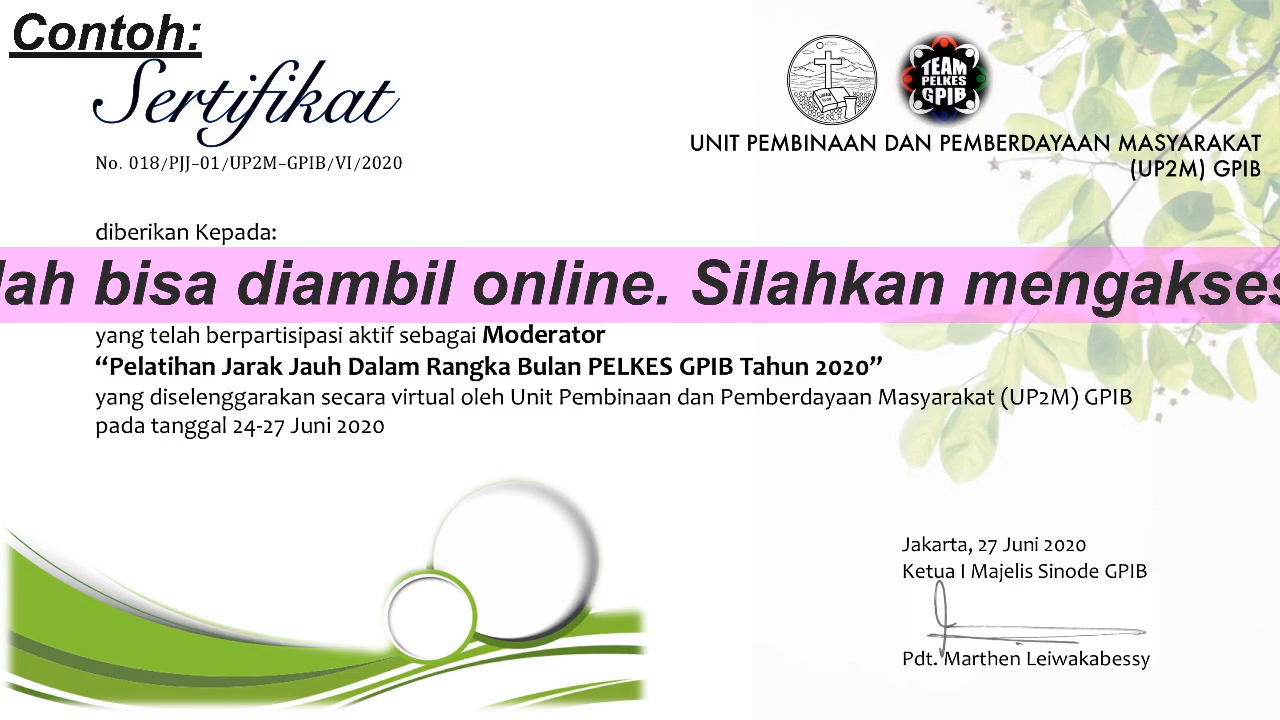 Contoh:
Sertifikat
No. 018/PJJ-01/UP2M-GPIB/VI/2020
TEAM
PELKES
GPIB
UNIT PEMBINAAN DAN PEMBERDAYAAN MASYARAKAT
(UP2M) GPIB
diberikan Kepada:
bisa diambil online. Silahkan mengakses
yang telah berpartisipasi aktif sebagai Moderator
“Pelatihan Jarak Jauh Dalam Rangka Bulan PELKES GPIB Tahun 2020”
yang diselenggarakan secara virtual oleh Unit Pembinaan dan Pemberdayaan Masyarakat (UP2M) GPIB
pada tanggal 24-27 Juni 2020
Jakarta, 27 Juni 2020
Ketua I Majelis Sinode GPIB
Pdt. Marthen Leiwakabessy